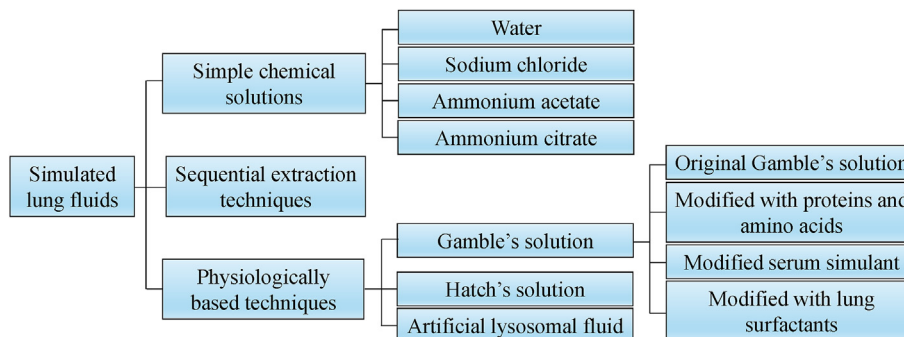 Simulated
lung fluids
Simple chemical
solutions
Water
Sodium chloride
Ammonium acetate
Ammonium citrate
Sequential extraction
techniques
Physiologically
based techniques
Gamble's solution
Original Gamble's solution
Modified with proteins and
amino acids
Modified serum simulant
Modified with lung
surfactants
Hatch's solution
Artificial lysosomal fluid